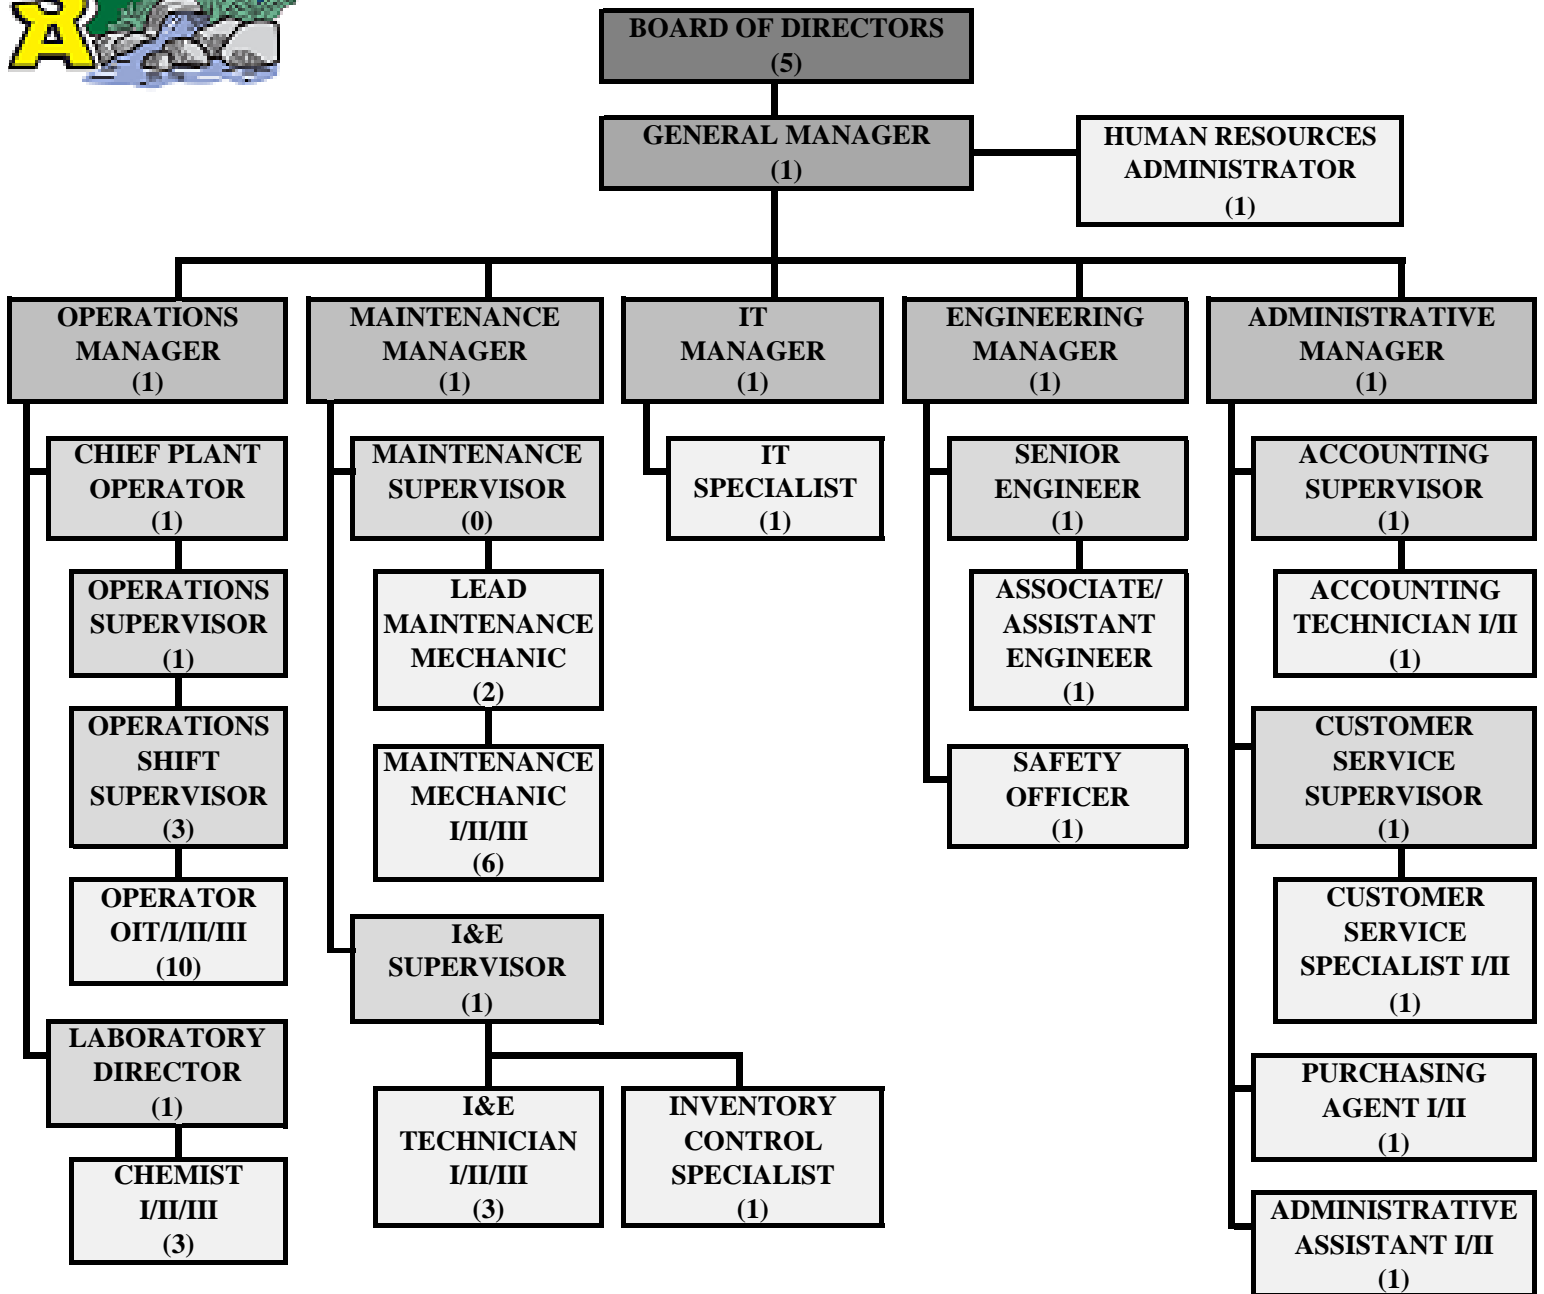 BOARD OF DIRECTORS
(5)
GENERAL MANAGER
(1)
HUMAN RESOURCES
ADMINISTRATOR
(1)
OPERATIONS
MANAGER
(1)
CHIEF PLANT
OPERATOR
(1)
OPERATIONS
SUPERVISOR
(1)
OPERATIONS
SHIFT
SUPERVISOR
(3)
OPERATOR
OIT/I/II/III
(10)
LABORATORY
DIRECTOR
(1)
CHEMIST
I/II/III
(3)
MAINTENANCE
MANAGER
(1)
MAINTENANCE
SUPERVISOR
(0)
LEAD
MAINTENANCE
MECHANIC
(2)
MAINTENANCE
MECHANIC
I/II/III
(6)
I&E
SUPERVISOR
(1)
I&E
TECHNICIAN
I/II/III
(3)
INVENTORY
CONTROL
SPECIALIST
(1)
IT
MANAGER
(1)
IT
SPECIALIST
(1)
ENGINEERING
MANAGER
(1)
SENIOR
ENGINEER
(1)
ASSOCIATE/
ASSISTANT
ENGINEER
(1)
SAFETY
OFFICER
(1)
ADMINISTRATIVE
MANAGER
(1)
ACCOUNTING
SUPERVISOR
(1)
ACCOUNTING
TECHNICIAN I/II
(1)
CUSTOMER
SERVICE
SUPERVISOR
(1)
CUSTOMER
SERVICE
SPECIALIST I/II
(1)
PURCHASING
AGENT I/II
(1)
ADMINISTRATIVE
ASSISTANT I/II
(1)